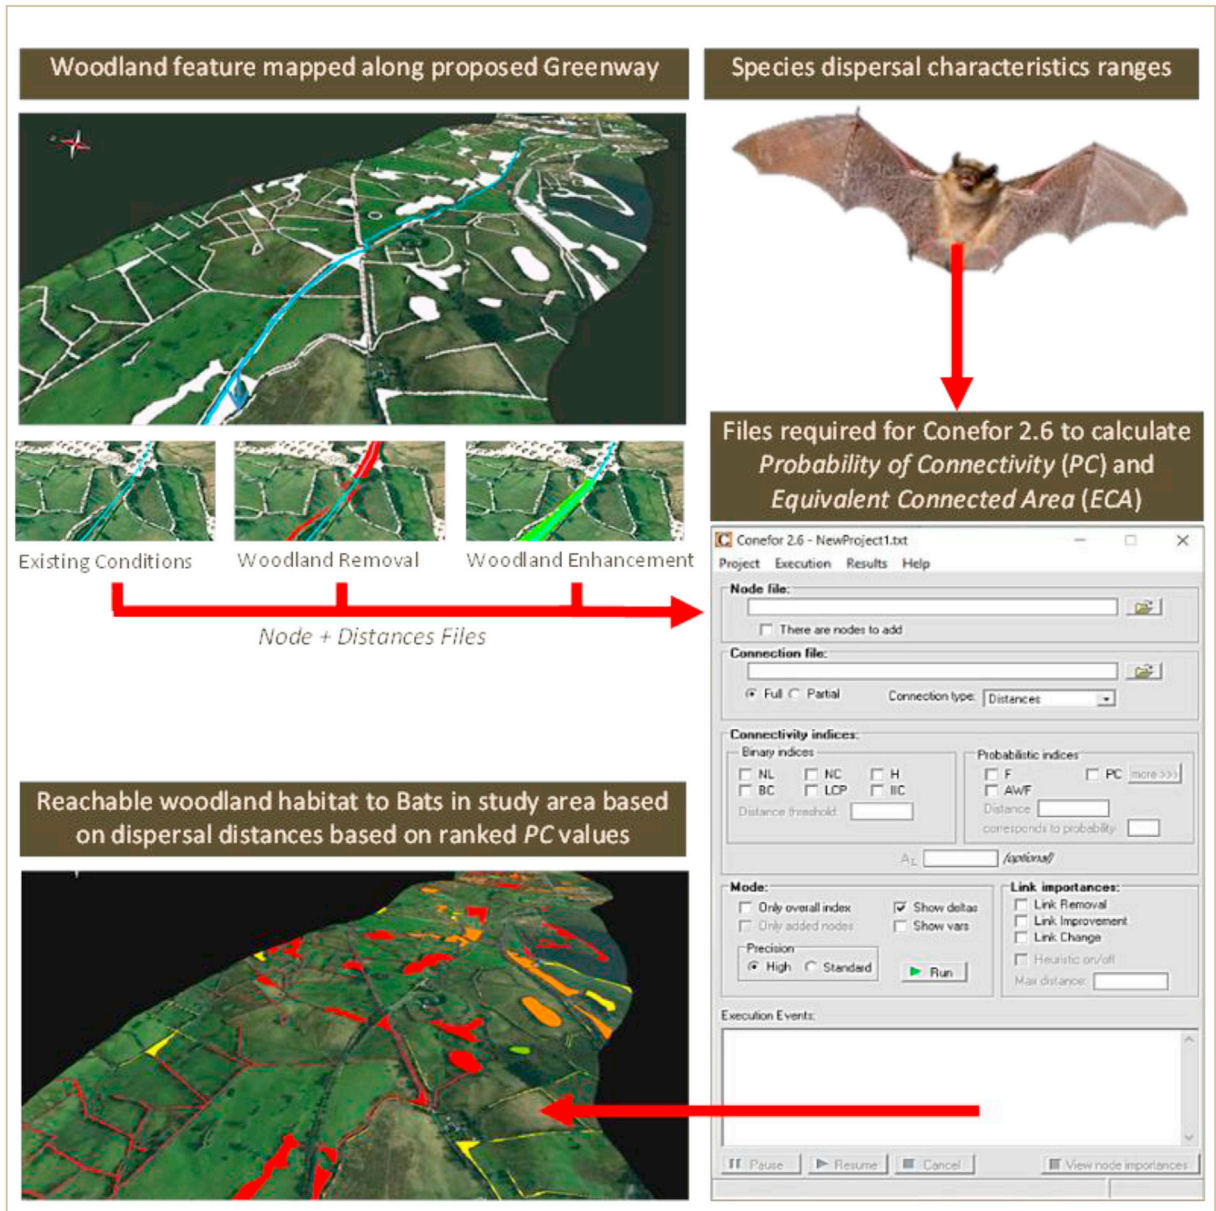 Woodland feature mapped along proposed Greenway
Species dispersal characteristics ranges
Existing Conditions
Woodland Removal
Woodland Enhancement
Node + Distances Files
Files required for Conefor 2.6 to calculate
Probability of Connectivity (PC) and
Equivalent Connected Area (ECA)
Conefor 2.6 - NewProject1.txt
Project Execution Results Help
Node file:
There are nodes to add
Connection file:
Full Partial Connection type: Distances
Connectivity indices:
Binary indices
NL NC H
BC LCP IIC
Distance threshold:
Probabilistic indices
F PC more >>>
AWF
Distance
corresponds to probability
AL (optional)
Mode:
Only overall index Show deltas
Only added nodes Show vars
Precision
High Standard
Run
Link importances:
Link Removal
Link Improvement
Link Change
Heuristic on/off
Max distance:
Execution Events:
Pause Resume Cancel View node importances
Reachable woodland habitat to Bats in study area based
on dispersal distances based on ranked PC values